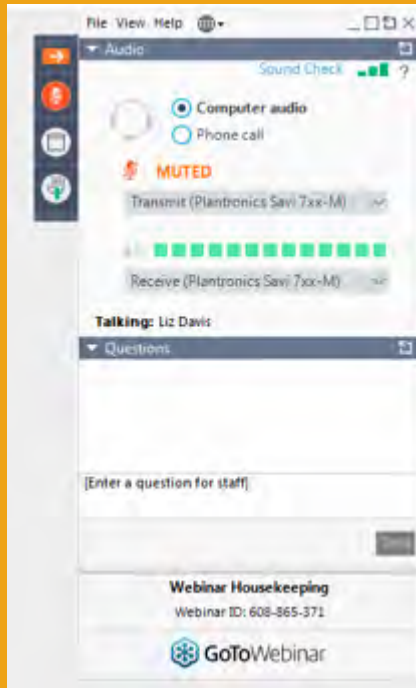 File View Help
Audio
Sound Check ?
Computer audio
Phone call
MUTED
Transmit (Plantronics Savi 7xx-M)
Receive (Plantronics Savi 7xx-M)
Talking: Liz Davis
Questions
[Enter a question for staff]
Webinar Housekeeping
Webinar ID: 608-865-371
GoToWebinar